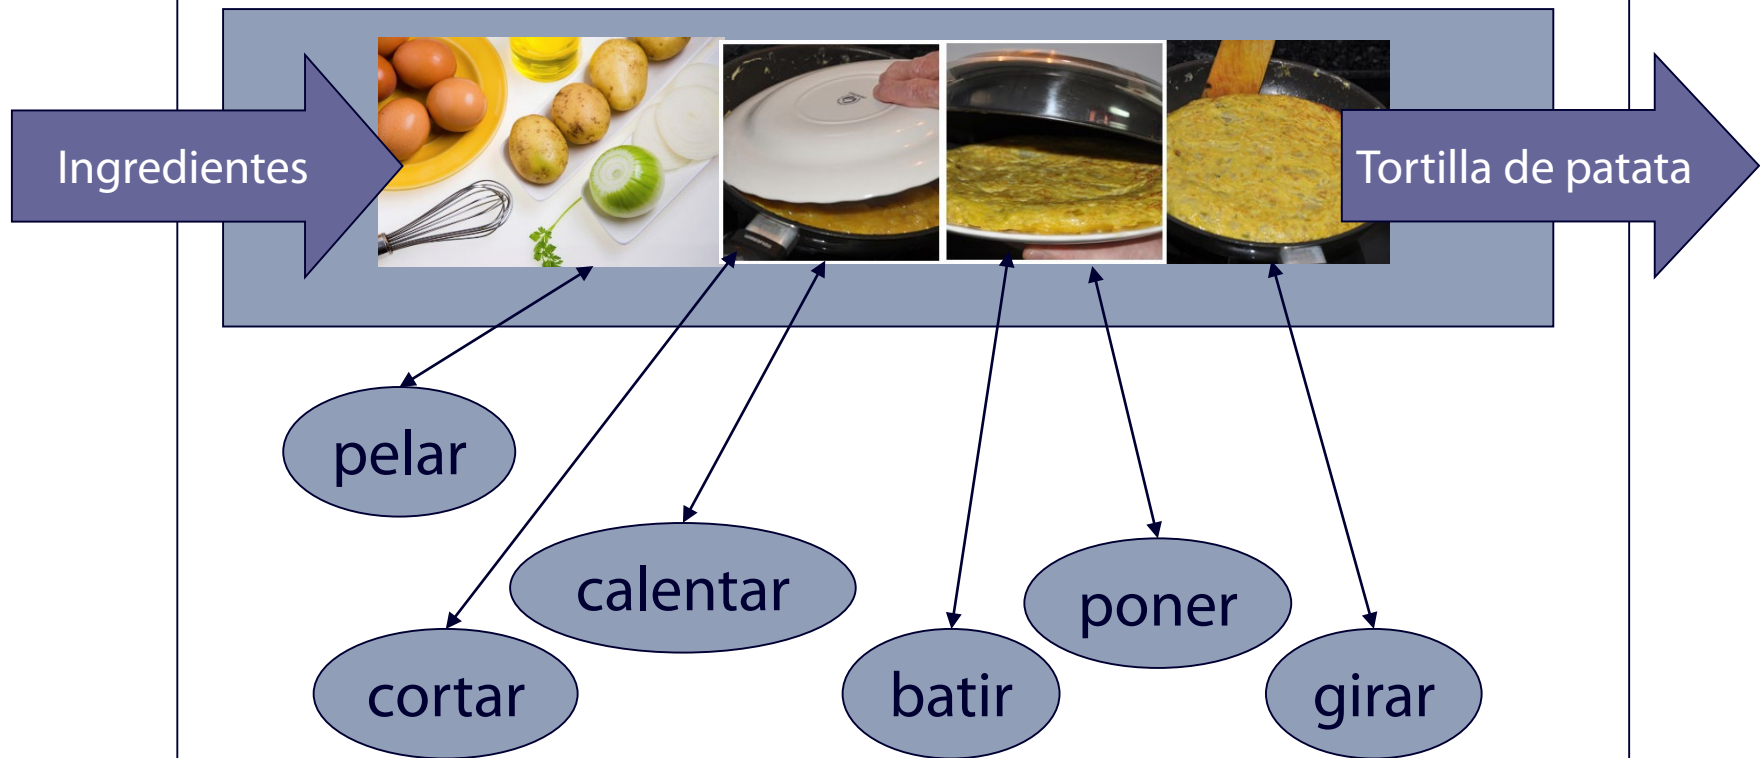 Ingredientes
Tortilla de patata
pelar
calentar
poner
cortar
batir
girar